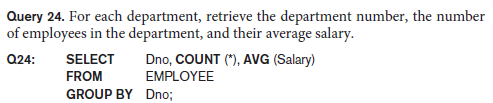 Query 24. For each department, retrieve the department number, the number
of employees in the department, and their average salary.
Q24: SELECT Dno, COUNT (*), AVG (Salary)
FROM EMPLOYEE
GROUP BY Dno;